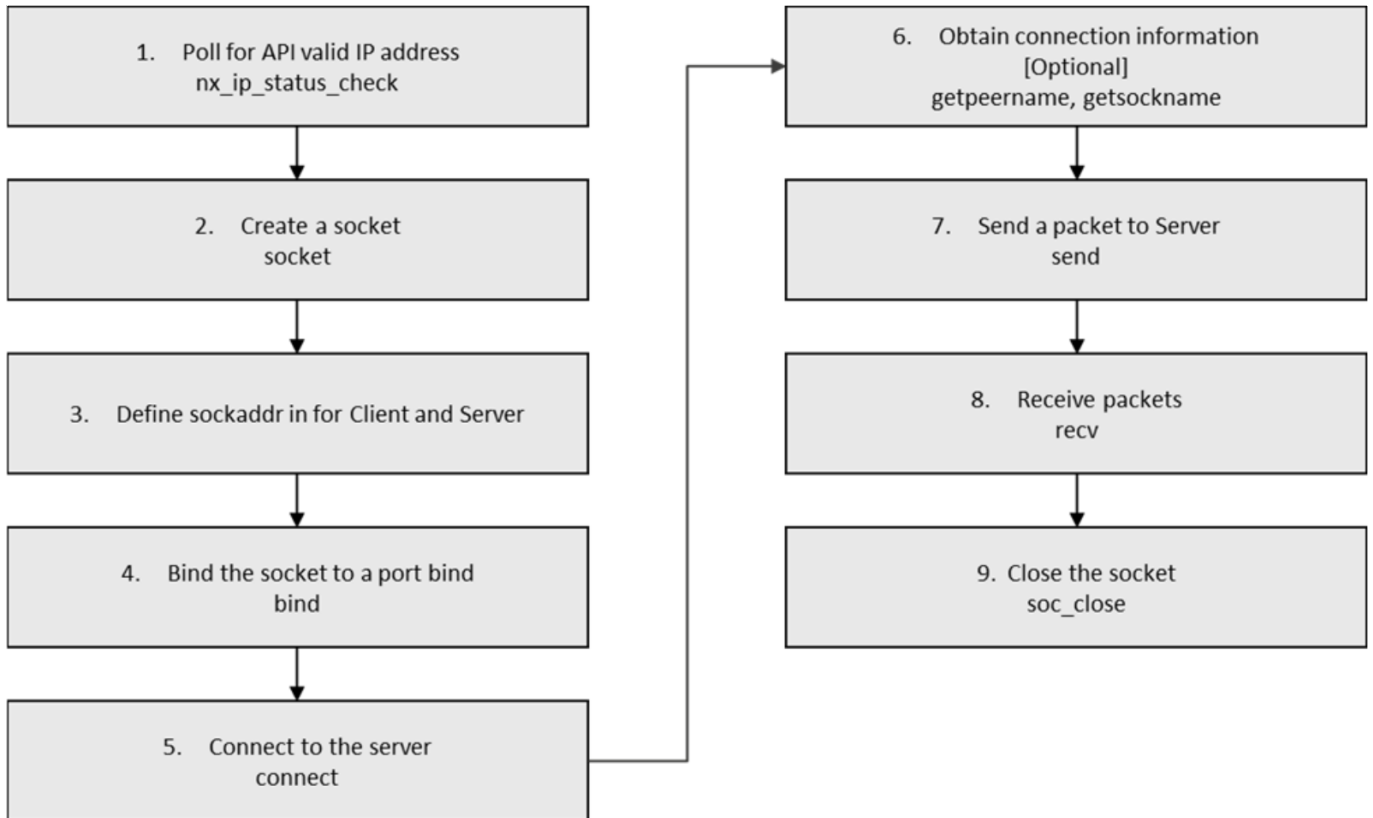 1. Poll for API valid IP address
nx_ip_status_check
2. Create a socket
socket
3. Define sockaddr in for Client and Server
4. Bind the socket to a port bind
bind
5. Connect to the server
connect
6. Obtain connection information
[Optional]
getpeername, getsockname
7. Send a packet to Server
send
8. Receive packets
recv
9. Close the socket
soc_close